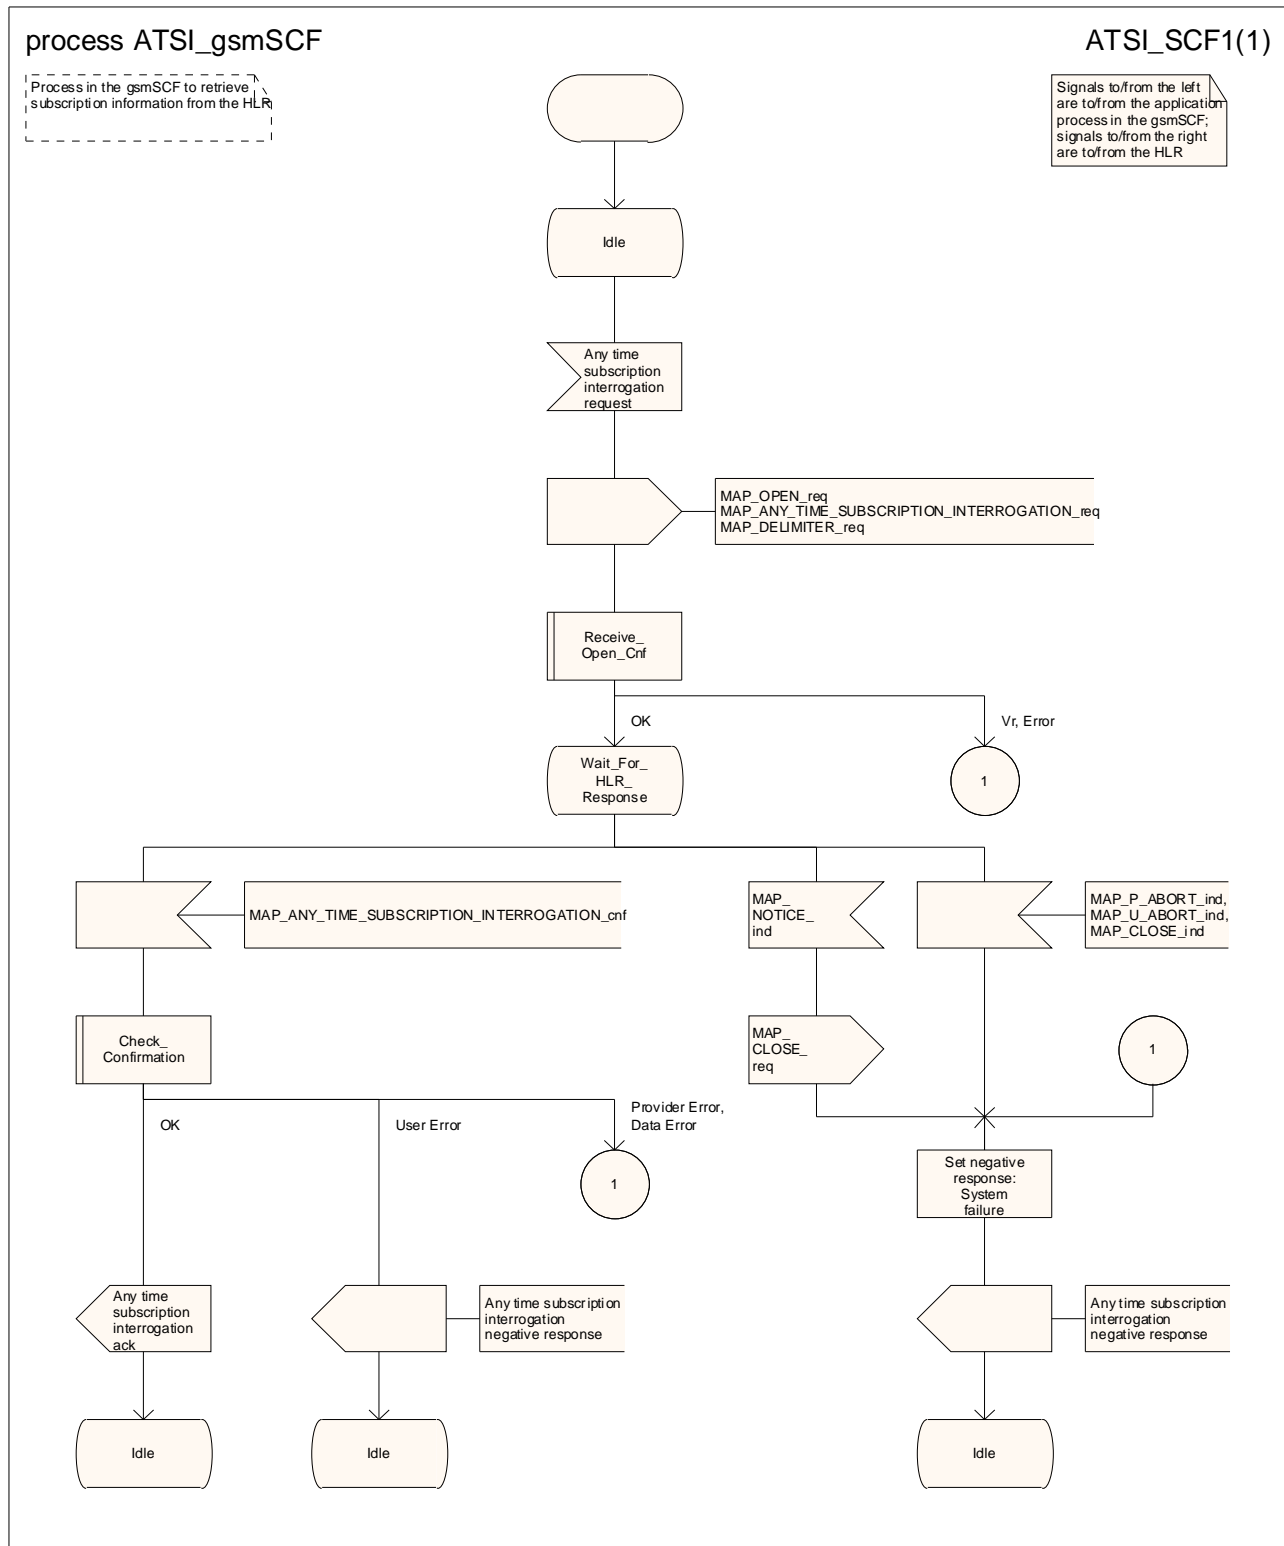 process ATSI_gsmSCF
ATSI_SCF1(1)
Process in the gsmSCF to retrieve
subscription information from the HLR
Signals to/from the left
are to/from the application
process in the gsmSCF;
signals to/from the right
are to/from the HLR
Idle
Any time
subscription
interrogation
request
MAP_OPEN_req
MAP_ANY_TIME_SUBSCRIPTION_INTERROGATION_req
MAP_DELIMITER_req
Receive_
Open_Cnf
OK
Vr, Error
Wait_For_
HLR_
Response
1
MAP_ANY_TIME_SUBSCRIPTION_INTERROGATION_cnf
MAP_
NOTICE_
ind
MAP_P_ABORT_ind,
MAP_U_ABORT_ind,
MAP_CLOSE_ind
Check_
Confirmation
MAP_
CLOSE_
req
1
OK
User Error
Provider Error,
Data Error
1
Set negative
response:
System
failure
Any time
subscription
interrogation
ack
Any time subscription
interrogation
negative response
Any time subscription
interrogation
negative response
Idle
Idle
Idle